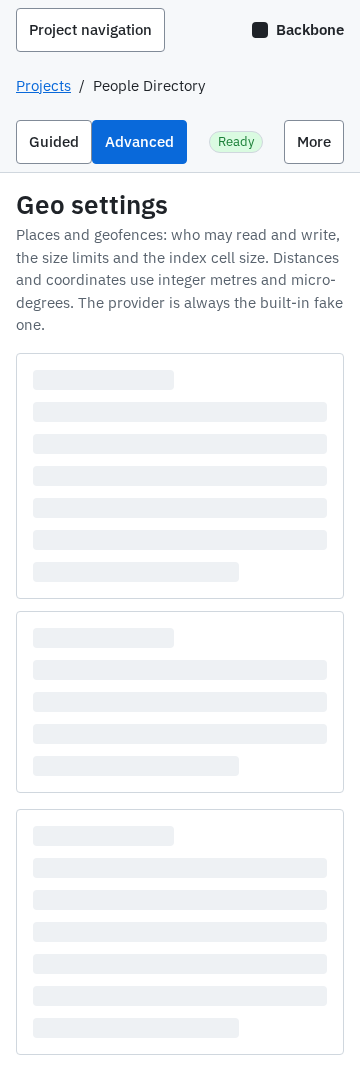 Project navigation
Backbone
Projects / People Directory
Guided
Advanced
Ready
More
Geo settings
Places and geofences: who may read and write,
the size limits and the index cell size. Distances
and coordinates use integer metres and micro-
degrees. The provider is always the built-in fake
one.